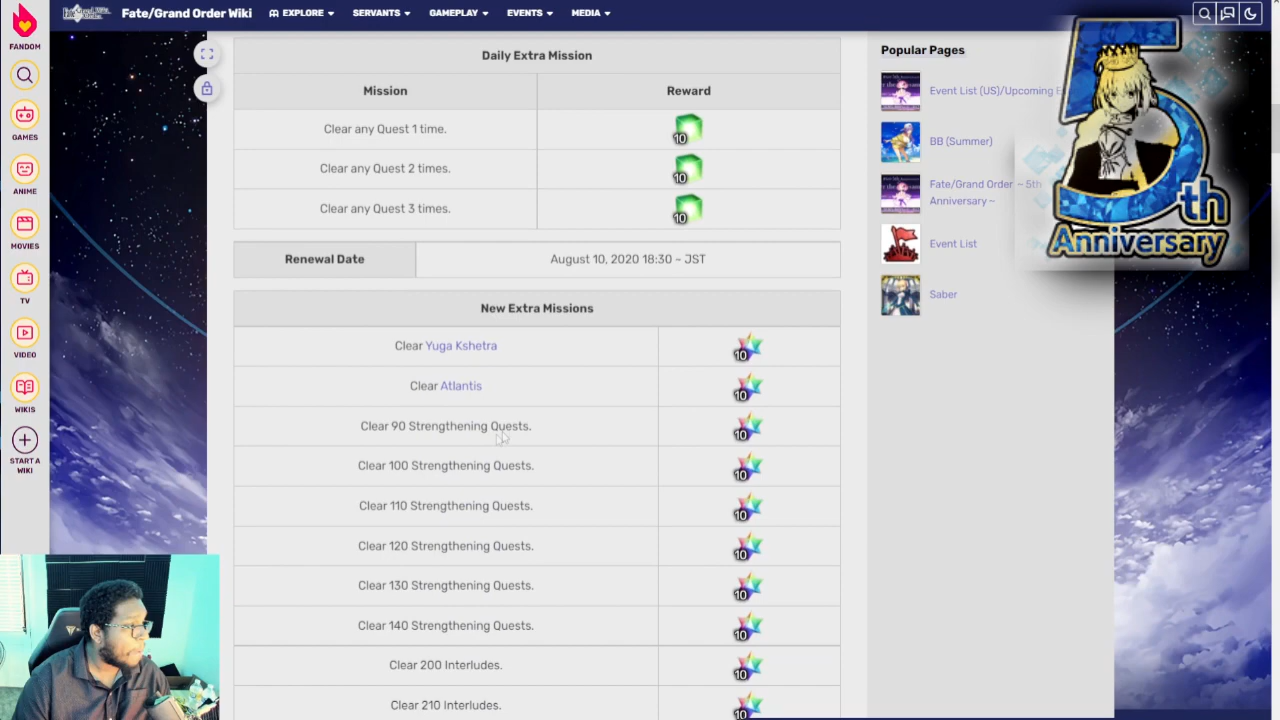 Fate/Grand Order Wiki
EXPLORE
SERVANTS
GAMEPLAY
EVENTS
MEDIA
FANDOM
GAMES
ANIME
MOVIES
TV
VIDEO
WIKIS
START A
WIKI
Daily Extra Mission
Mission Reward
Clear any Quest 1 time. 10
Clear any Quest 2 times. 10
Clear any Quest 3 times. 10
Renewal Date August 10, 2020 18:30 ~ JST
New Extra Missions
Clear Yuga Kshetra 10
Clear Atlantis 10
Clear 90 Strengthening Quests. 10
Clear 100 Strengthening Quests. 10
Clear 110 Strengthening Quests. 10
Clear 120 Strengthening Quests. 10
Clear 130 Strengthening Quests. 10
Clear 140 Strengthening Quests. 10
Clear 200 Interludes. 10
Clear 210 Interludes. 10
Popular Pages
Event List (US)/Upcoming
BB (Summer)
Fate/Grand Order ~ 5th
Anniversary ~
Event List
Saber
5th
Anniversary